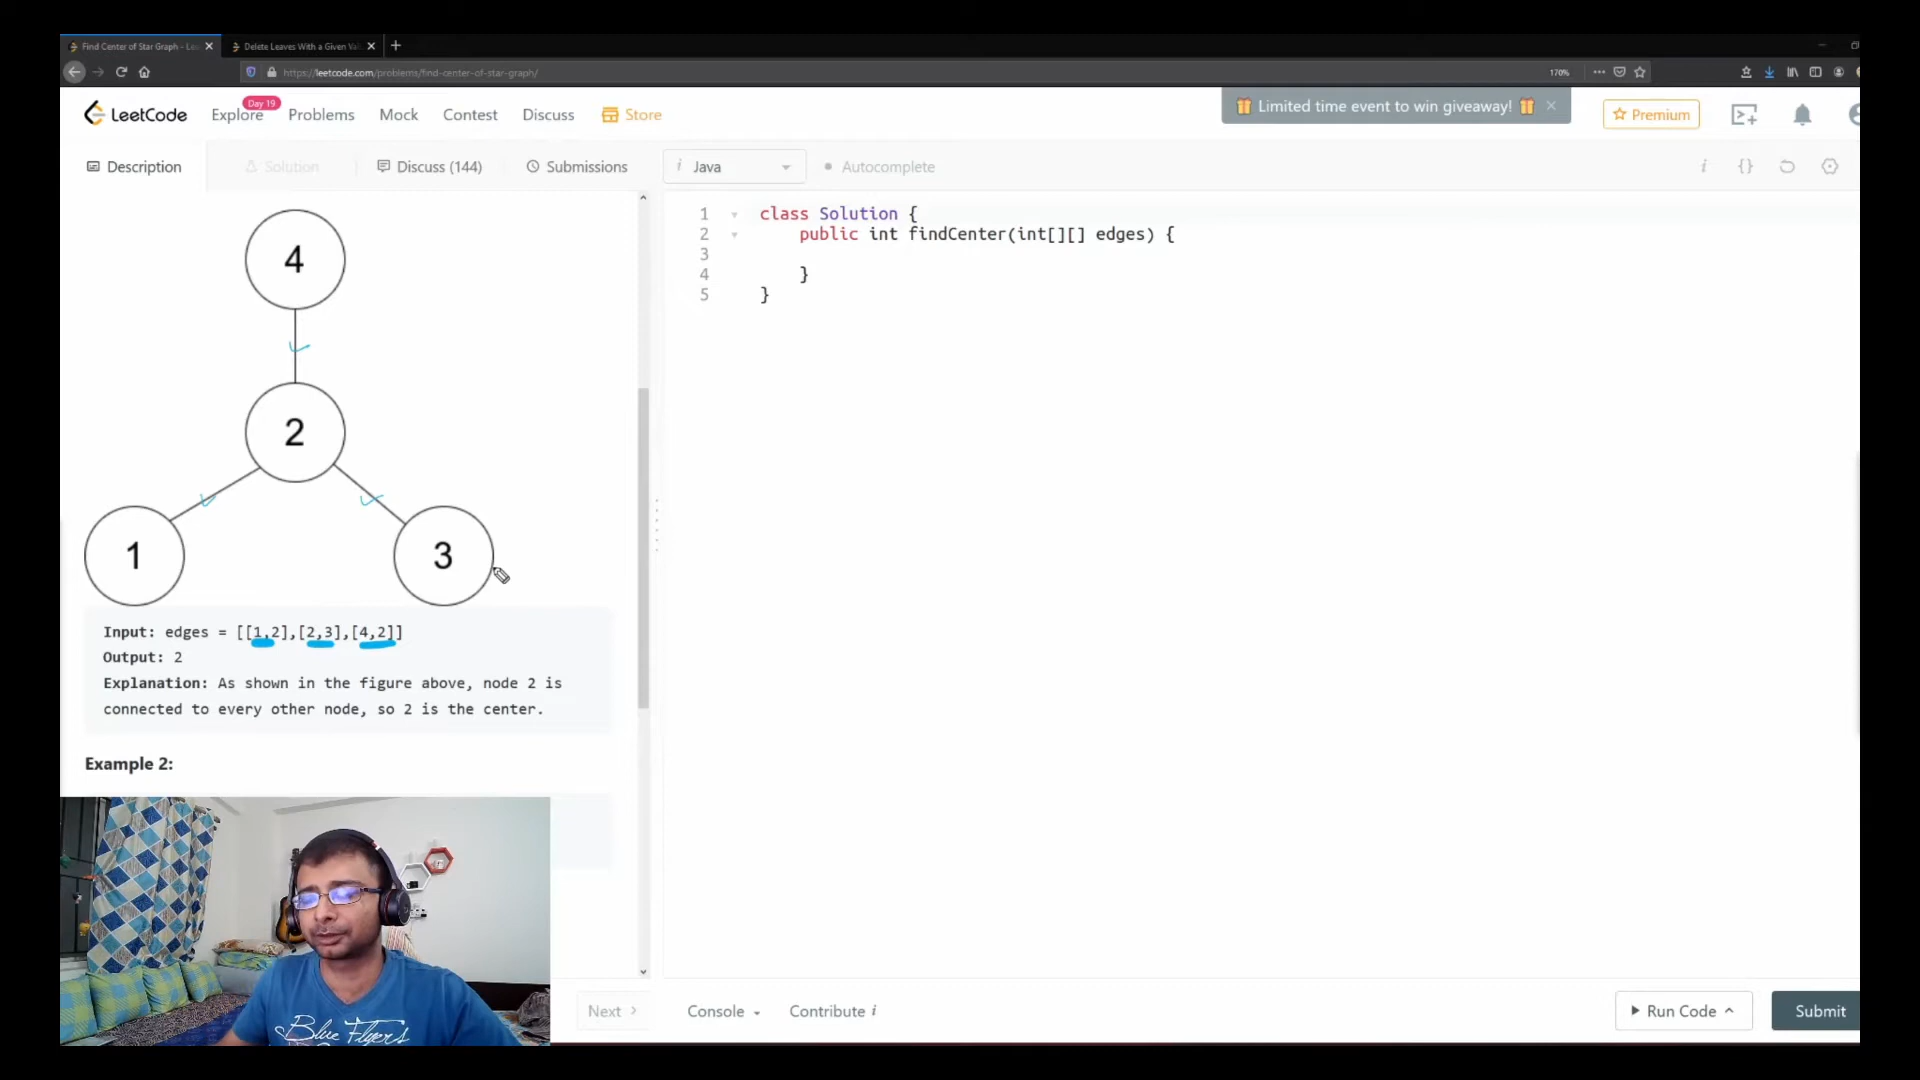 Find Center of Star Graph - Lee
Delete Leaves With a Given Val
https://leetcode.com/problems/find-center-of-star-graph/
170%
LeetCode
Explore
Day 19
Problems
Mock
Contest
Discuss
Store
Limited time event to win giveaway!
Premium
Description
Solution
Discuss (144)
Submissions
i Java
Autocomplete
4
2
1
3
Input: edges = [[1,2],[2,3],[4,2]]
Output: 2
Explanation: As shown in the figure above, node 2 is
connected to every other node, so 2 is the center.
Example 2:
1 class Solution {
2 public int findCenter(int[][] edges) {
3
4 }
5 }
Blue Flyers
Next
Console
Contribute i
Run Code
Submit